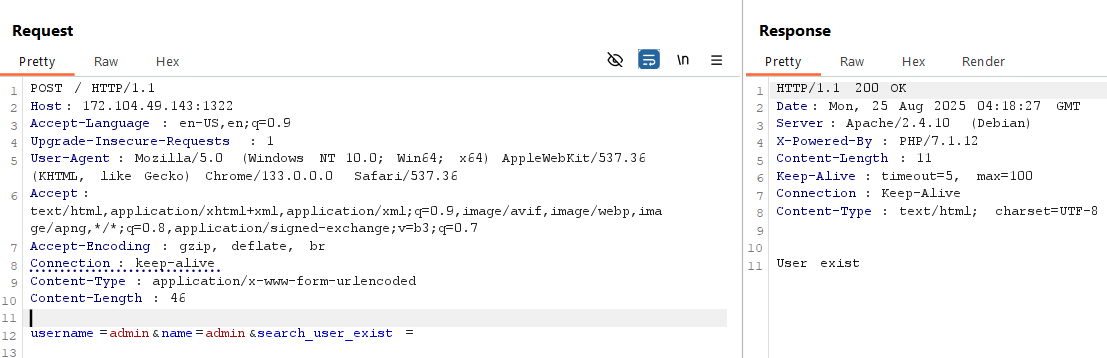 Request
Pretty Raw Hex
\n
1 POST / HTTP/1.1
2 Host: 172.104.49.143:1322
3 Accept-Language: en-US,en;q=0.9
4 Upgrade-Insecure-Requests: 1
5 User-Agent: Mozilla/5.0 (Windows NT 10.0; Win64; x64) AppleWebKit/537.36
(KHTML, like Gecko) Chrome/133.0.0.0 Safari/537.36
6 Accept:
text/html,application/xhtml+xml,application/xml;q=0.9,image/avif,image/webp,ima
ge/apng,*/*;q=0.8,application/signed-exchange;v=b3;q=0.7
7 Accept-Encoding: gzip, deflate, br
8 Connection: keep-alive
9 Content-Type: application/x-www-form-urlencoded
10 Content-Length: 46
11
12 username=admin&name=admin&search_user_exist=
13
Response
Pretty Raw Hex Render
1 HTTP/1.1 200 OK
2 Date: Mon, 25 Aug 2025 04:18:27 GMT
3 Server: Apache/2.4.10 (Debian)
4 X-Powered-By: PHP/7.1.12
5 Content-Length: 11
6 Keep-Alive: timeout=5, max=100
7 Connection: Keep-Alive
8 Content-Type: text/html; charset=UTF-8
9
10
11 User exist